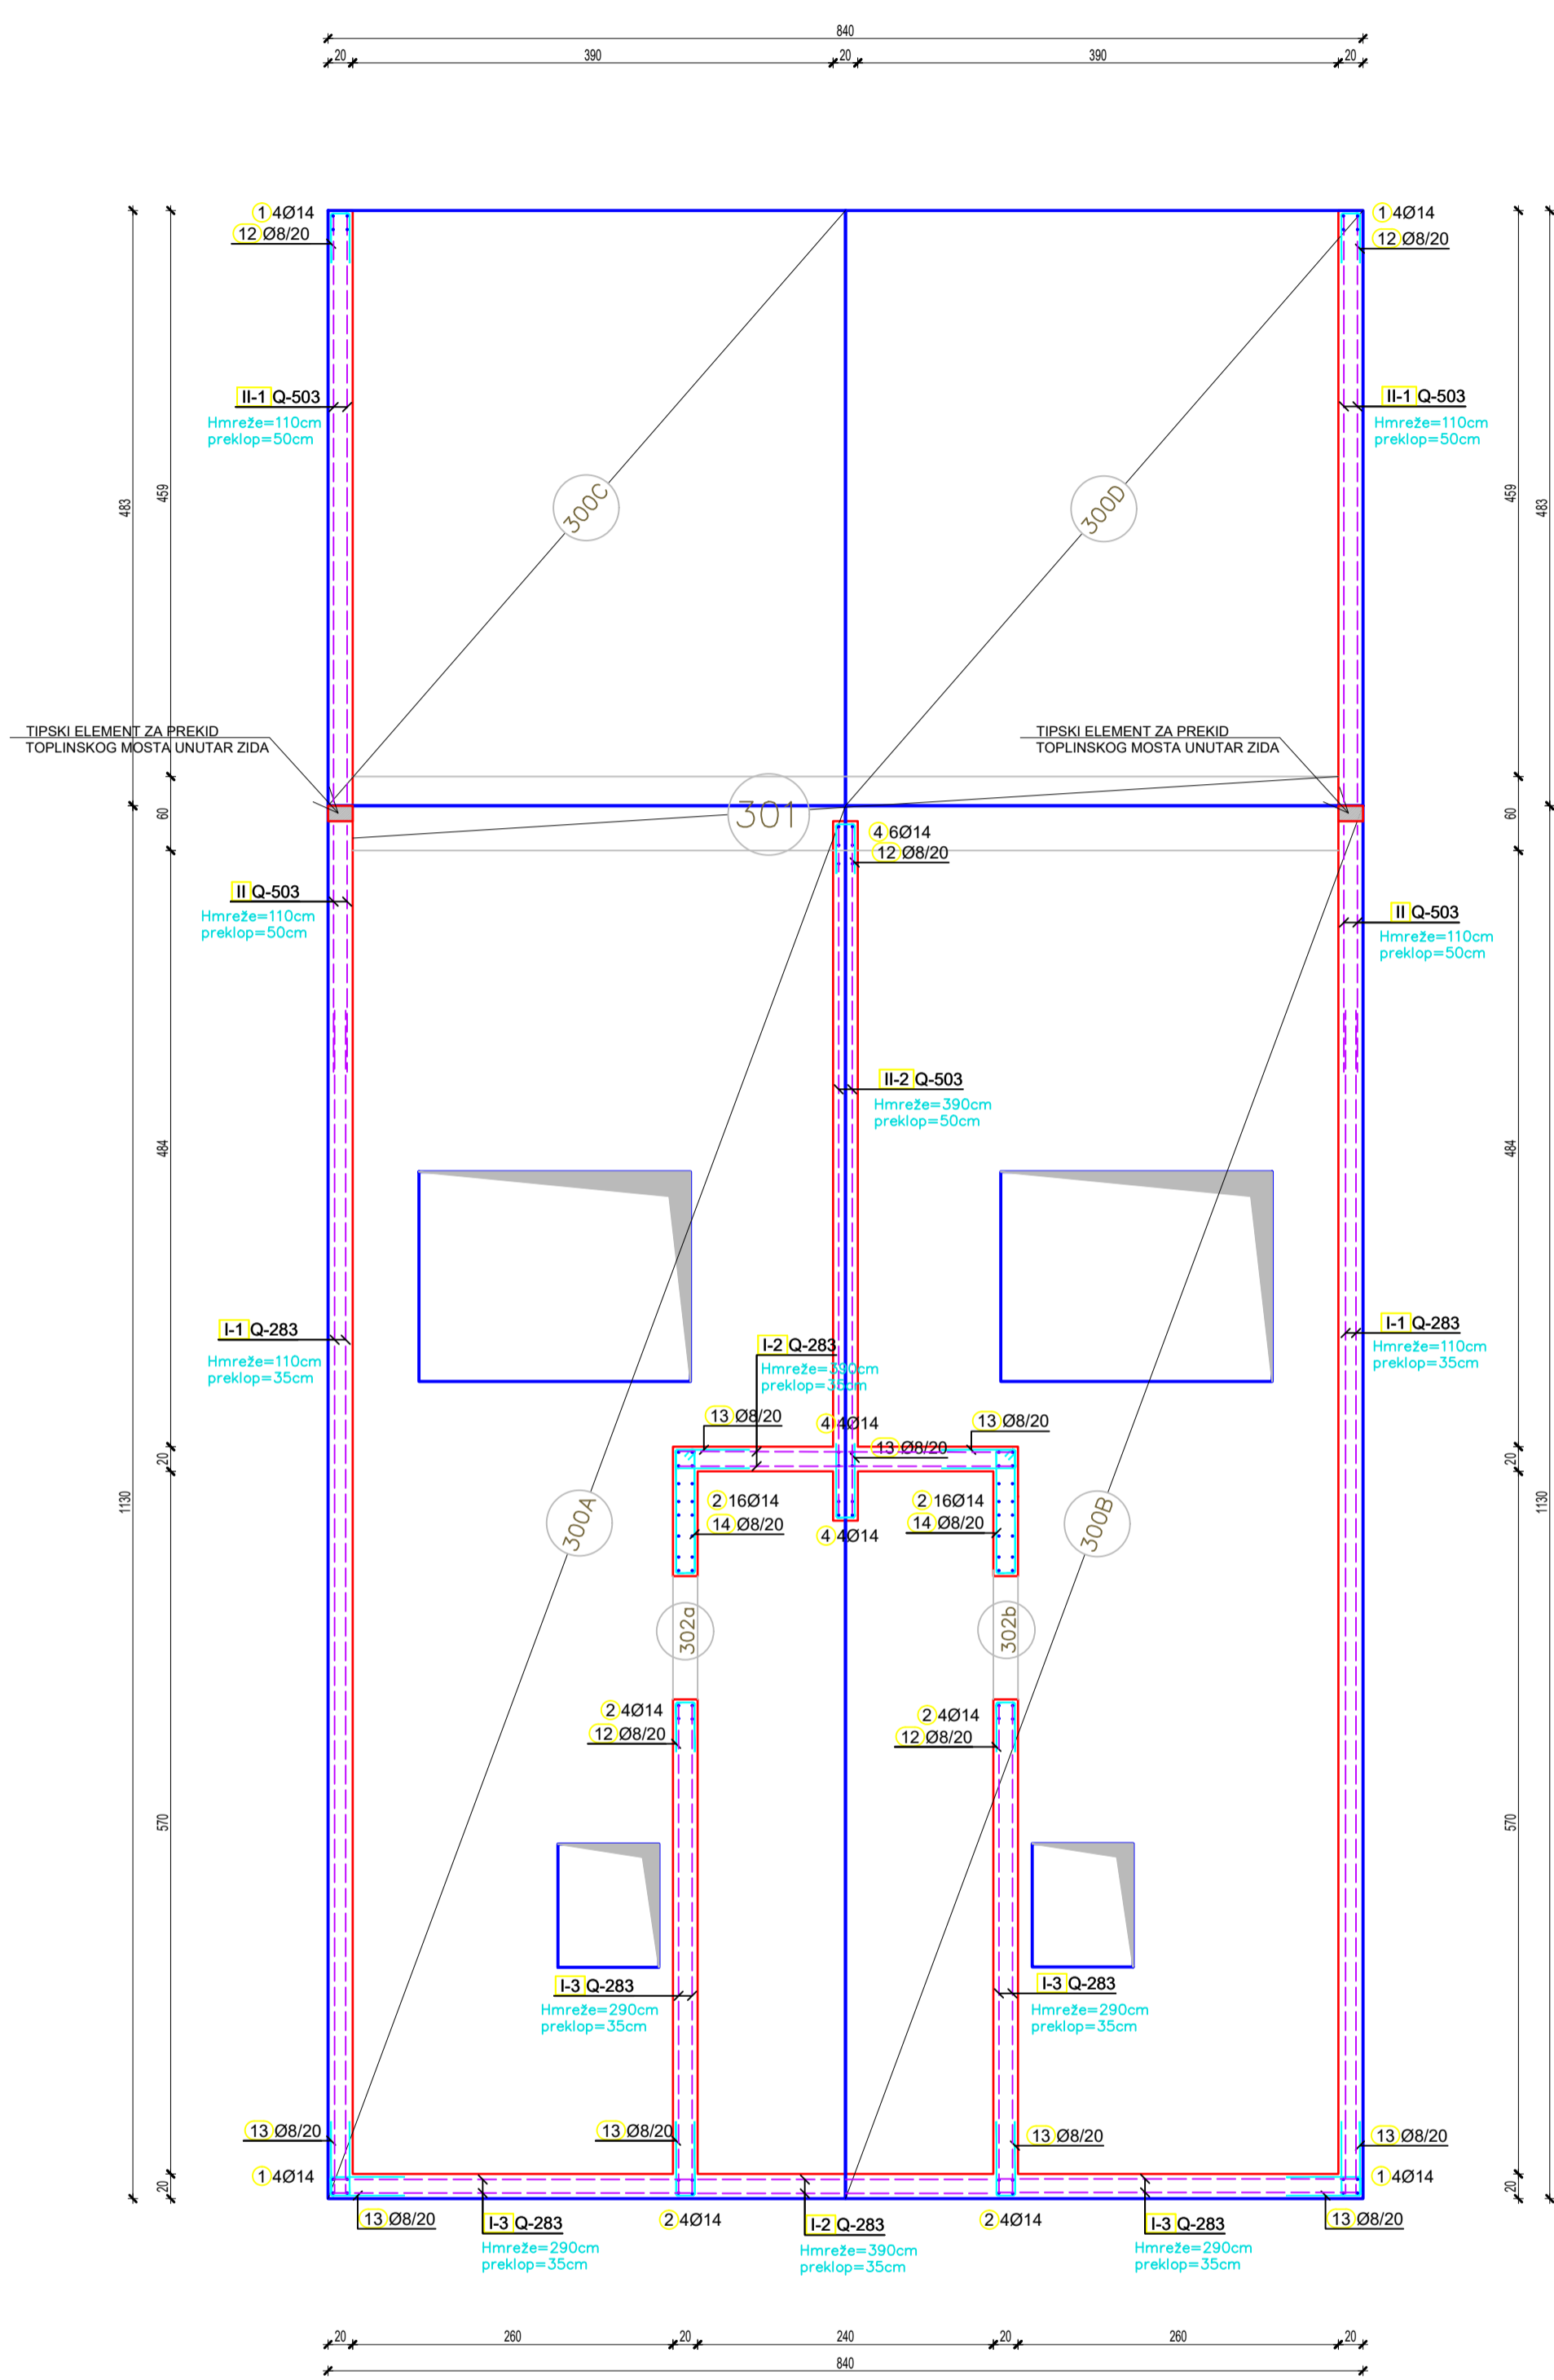 840
20 390 20 390 20
1 4Ø14
12 Ø8/20
1 4Ø14
12 Ø8/20
II-1 Q-503
Hmreže=110cm
preklop=50cm
II-1 Q-503
Hmreže=110cm
preklop=50cm
483
459
300C
300D
459
483
TIPSKI ELEMENT ZA PREKID
TOPLINSKOG MOSTA UNUTAR ZIDA
TIPSKI ELEMENT ZA PREKID
TOPLINSKOG MOSTA UNUTAR ZIDA
60
301
60
4 6Ø14
12 Ø8/20
II Q-503
Hmreže=110cm
preklop=50cm
II Q-503
Hmreže=110cm
preklop=50cm
II-2 Q-503
Hmreže=390cm
preklop=50cm
484
484
I-1 Q-283
Hmreže=110cm
preklop=35cm
I-2 Q-283
Hmreže=390cm
preklop=35cm
I-1 Q-283
Hmreže=110cm
preklop=35cm
13 Ø8/20
4 4Ø14
13 Ø8/20
13 Ø8/20
20
20
1130
300A
2 16Ø14
14 Ø8/20
4 4Ø14
2 16Ø14
14 Ø8/20
300B
1130
302a
302b
2 4Ø14
12 Ø8/20
2 4Ø14
12 Ø8/20
570
570
I-3 Q-283
Hmreže=290cm
preklop=35cm
I-3 Q-283
Hmreže=290cm
preklop=35cm
13 Ø8/20
13 Ø8/20
13 Ø8/20
13 Ø8/20
20
1 4Ø14
1 4Ø14
20
13 Ø8/20
I-3 Q-283
Hmreže=290cm
preklop=35cm
2 4Ø14
I-2 Q-283
Hmreže=390cm
preklop=35cm
2 4Ø14
I-3 Q-283
Hmreže=290cm
preklop=35cm
13 Ø8/20
20 260 20 240 20 260 20
840